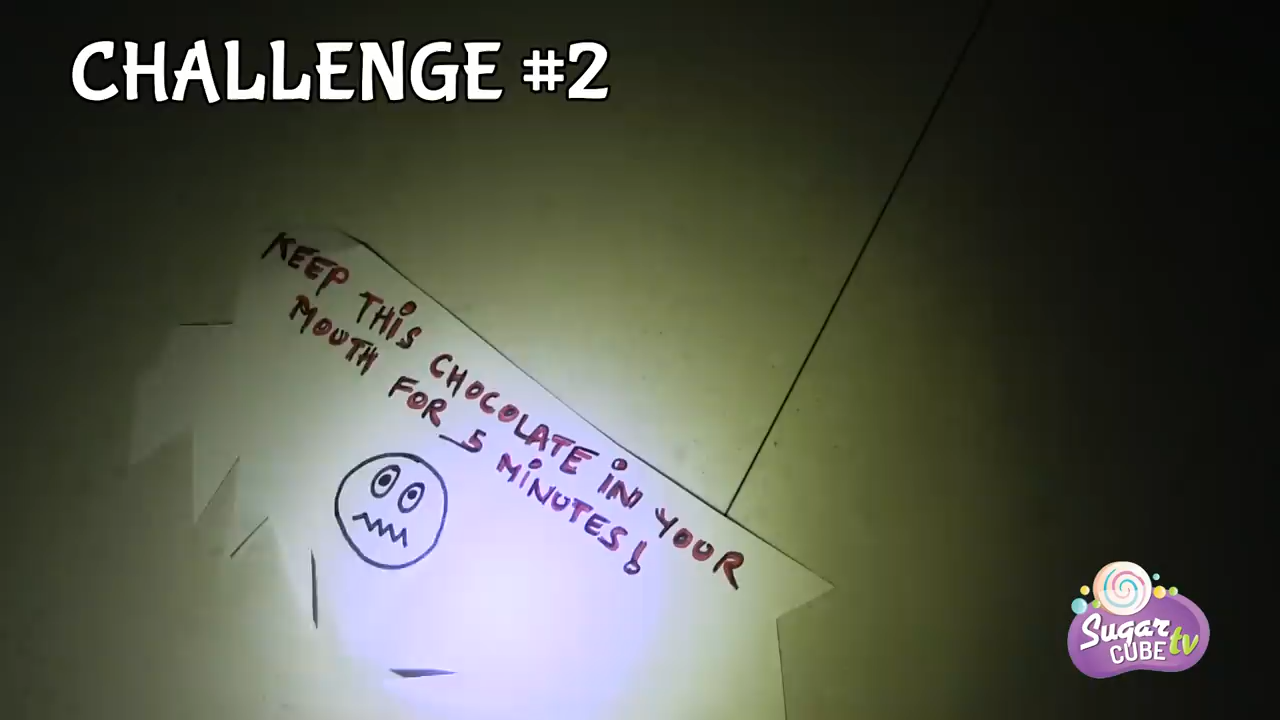 CHALLENGE #2
KEEP THIS CHOCOLATE IN YOUR
MOUTH FOR 5 MINUTES!
Sugar
CUBE tv